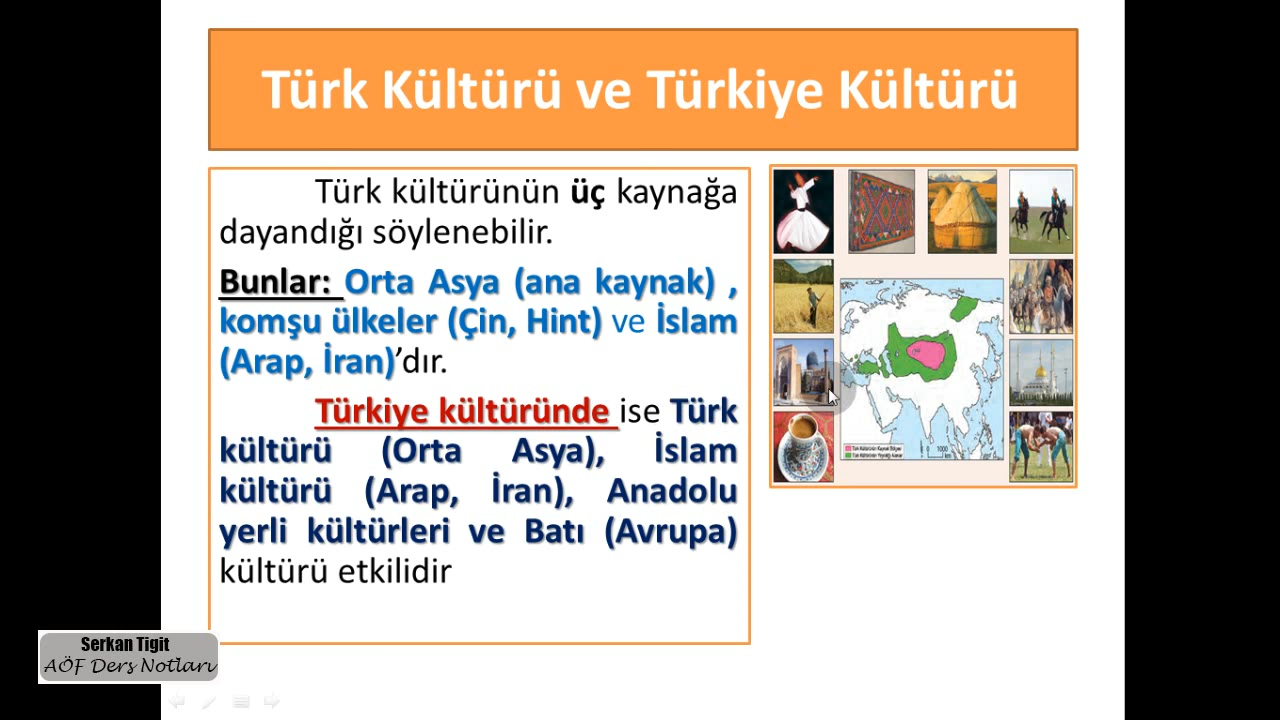 Türk Kültürü ve Türkiye Kültürü
Türk kültürünün üç kaynağa
dayandığı söylenebilir.
Bunlar: Orta Asya (ana kaynak) ,
komşu ülkeler (Çin, Hint) ve İslam
(Arap, İran)’dır.
Türkiye kültüründe ise Türk
kültürü (Orta Asya), İslam
kültürü (Arap, İran), Anadolu
yerli kültürleri ve Batı (Avrupa)
kültürü etkilidir
0 1000
Serkan Tigit
AÖF Ders Notları